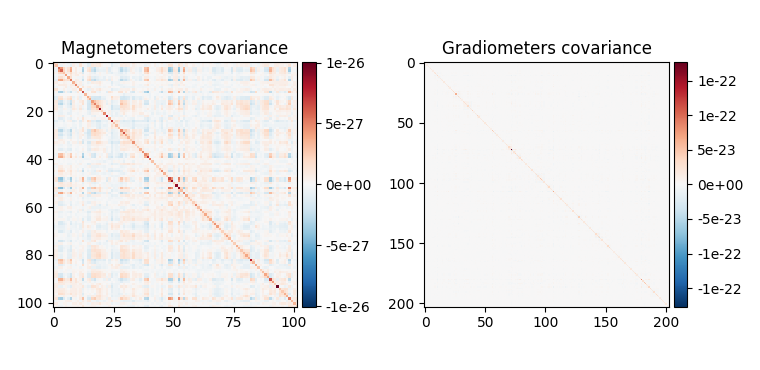 Magnetometers covariance
0
20
40
60
80
100
0
25
50
75
100
1e-26
5e-27
0e+00
-5e-27
-1e-26
Gradiometers covariance
0
50
100
150
200
0
50
100
150
200
1e-22
1e-22
5e-23
0e+00
-5e-23
-1e-22
-1e-22